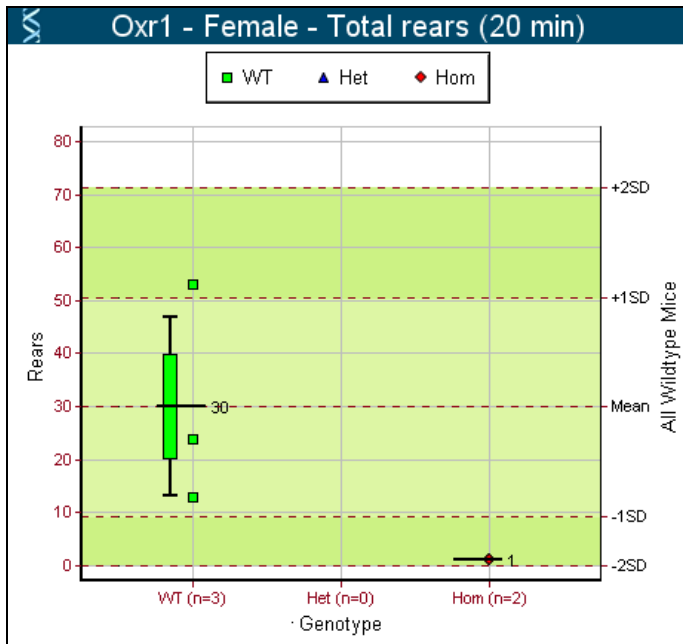 Oxr1 - Female - Total rears (20 min)
WT Het Hom
80
70
60
50
40
30
20
10
0
Rears
+2SD
+1SD
Mean
-1SD
-2SD
All Wildtype Mice
30
1
WT (n=3) Het (n=0) Hom (n=2)
· Genotype